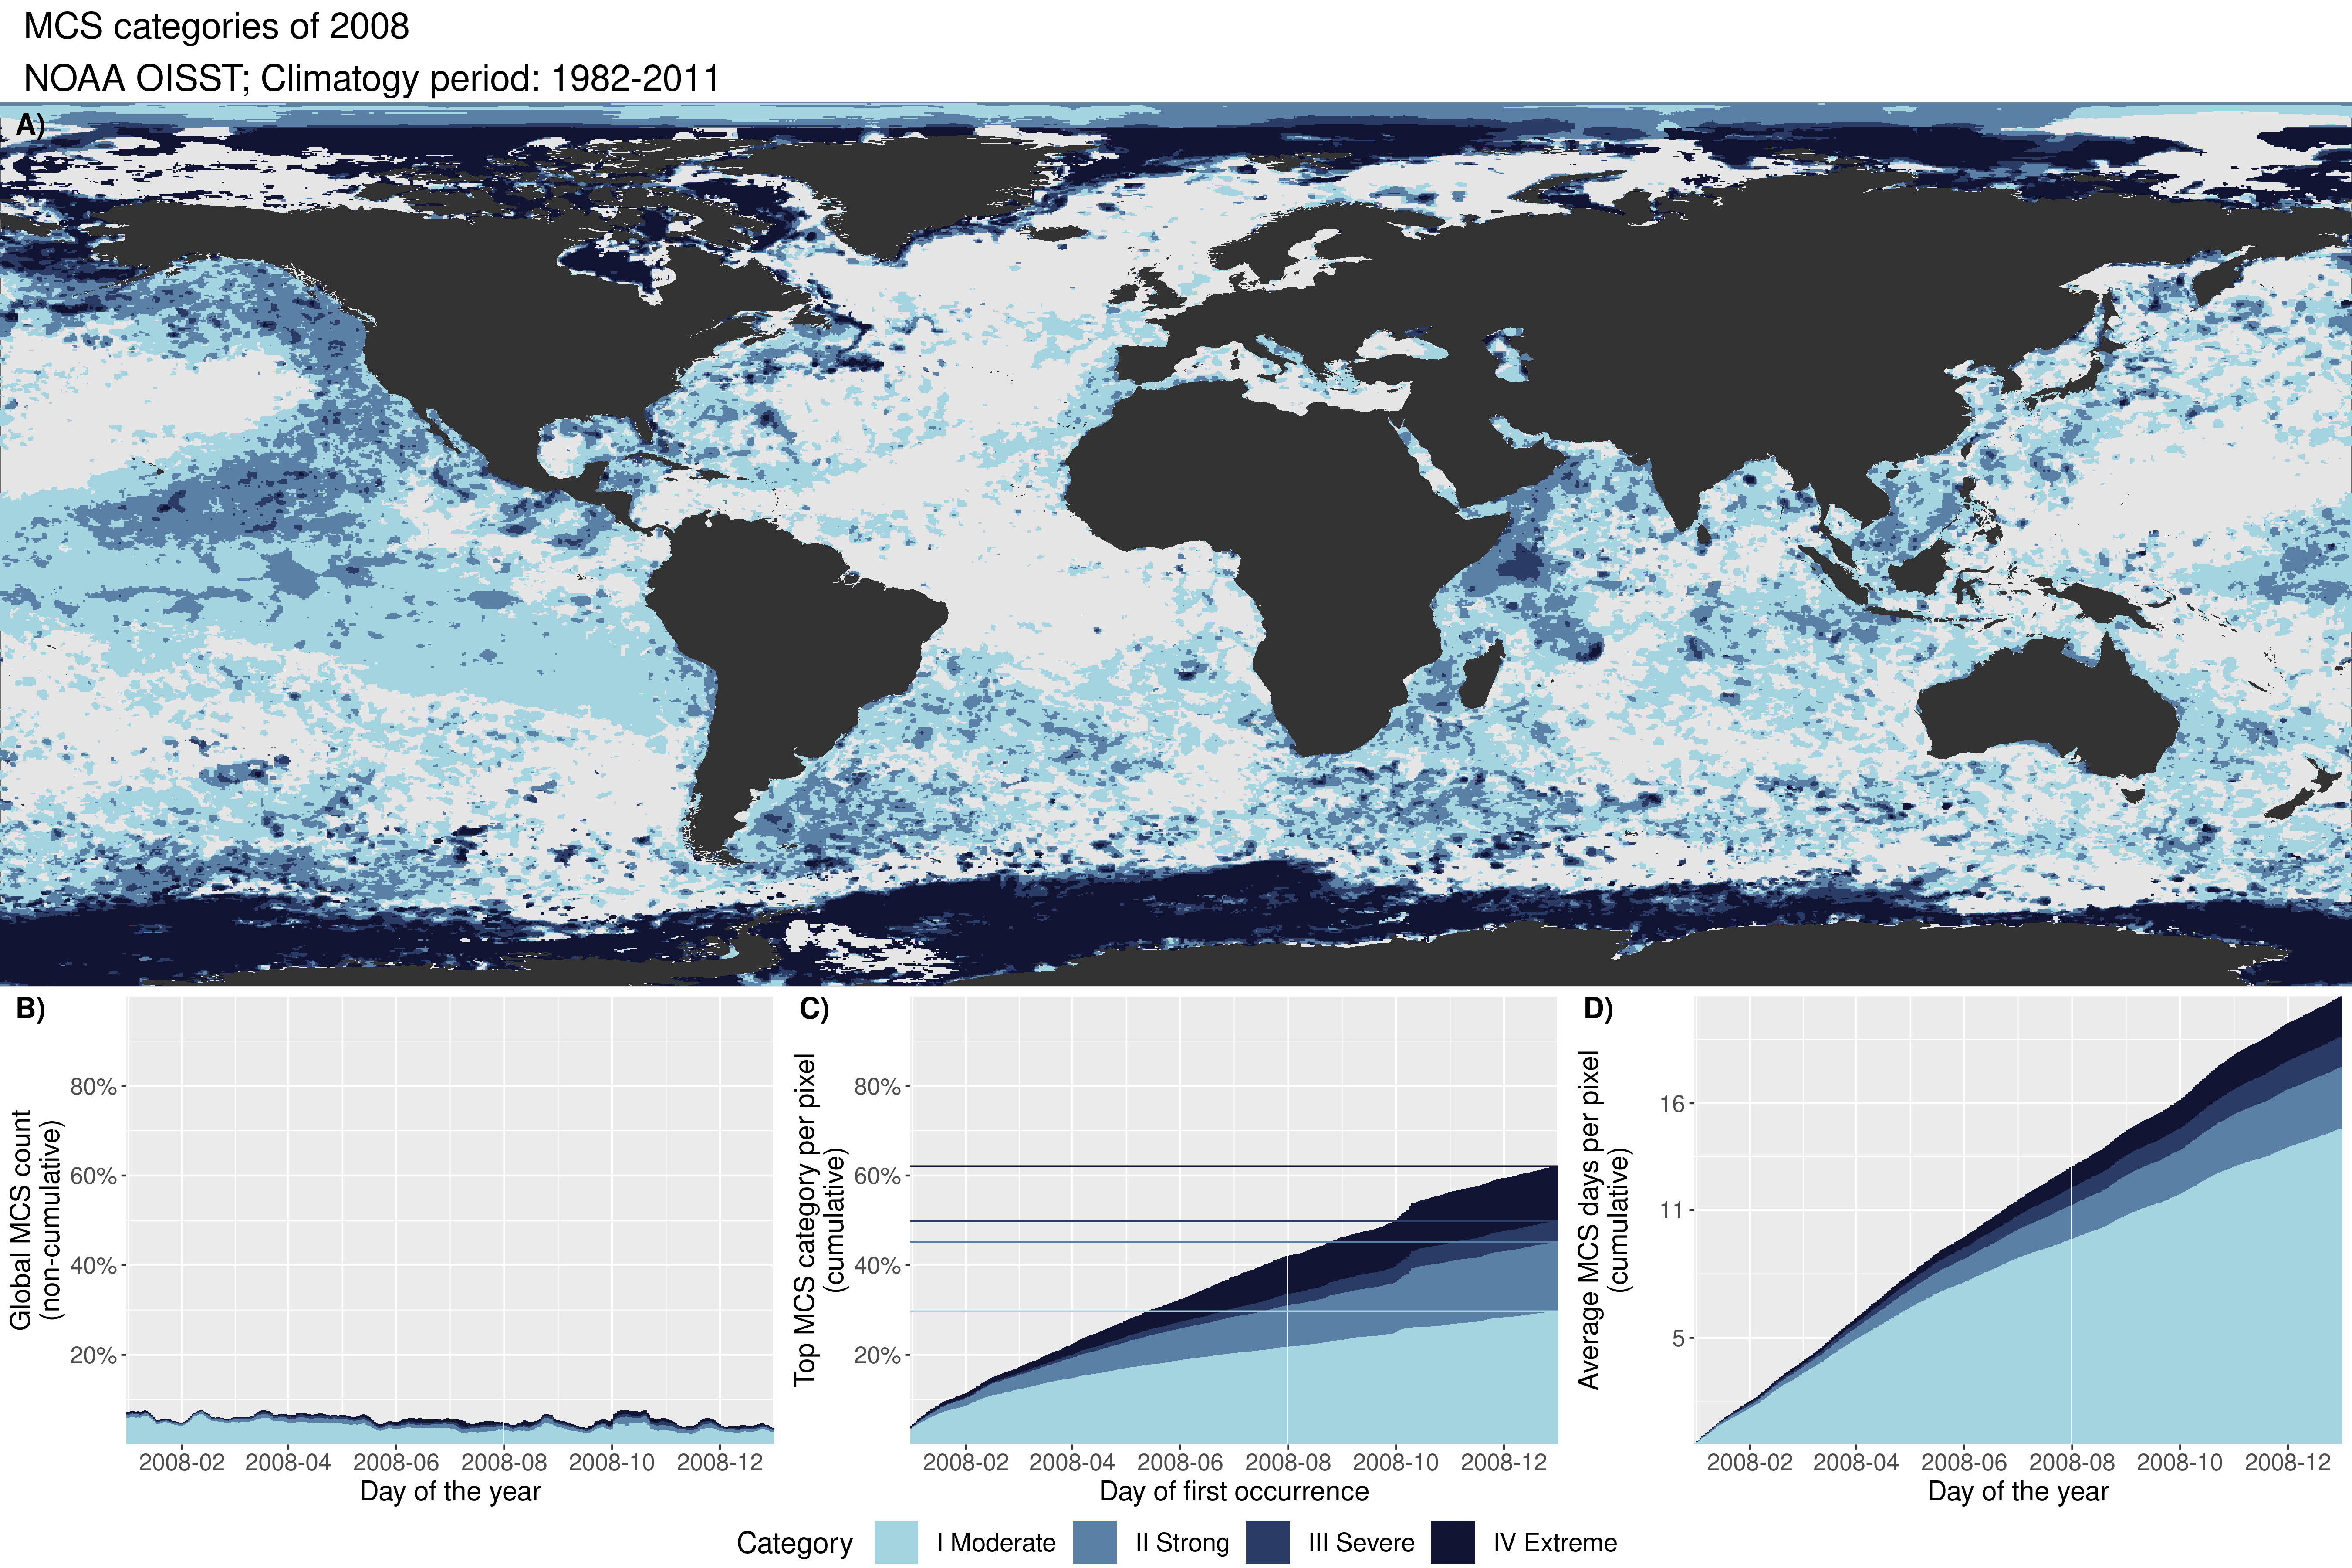 MCS categories of 2008
NOAA OISST; Climatogy period: 1982-2011
A)
B)
Global MCS count
(non-cumulative)
80%
60%
40%
20%
2008-02 2008-04 2008-06 2008-08 2008-10 2008-12
Day of the year
C)
Top MCS category per pixel
(cumulative)
80%
60%
40%
20%
2008-02 2008-04 2008-06 2008-08 2008-10 2008-12
Day of first occurrence
D)
Average MCS days per pixel
(cumulative)
16
11
5
2008-02 2008-04 2008-06 2008-08 2008-10 2008-12
Day of the year
Category I Moderate II Strong III Severe IV Extreme